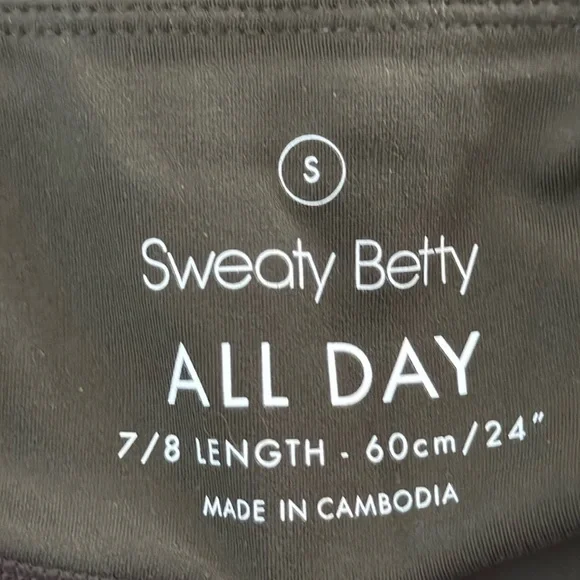 S
Sweaty Betty
ALL DAY
7/8 LENGTH - 60cm/24"
MADE IN CAMBODIA